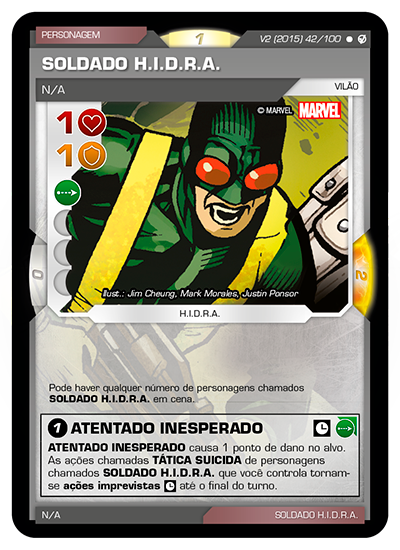 PERSONAGEM
1
V2 (2015) 42/100
SOLDADO H.I.D.R.A.
N/A
VILÃO
© MARVEL MARVEL
1
1
0
2
Illust.: Jim Cheung, Mark Morales, Justin Ponsor
H.I.D.R.A.
Pode haver qualquer número de personagens chamados
SOLDADO H.I.D.R.A. em cena.
1 ATENTADO INESPERADO
ATENTADO INESPERADO causa 1 ponto de dano no alvo.
As ações chamadas TÁTICA SUICIDA de personagens
chamados SOLDADO H.I.D.R.A. que você controla tornam-
se ações imprevistas até o final do turno.
N/A
SOLDADO H.I.D.R.A.